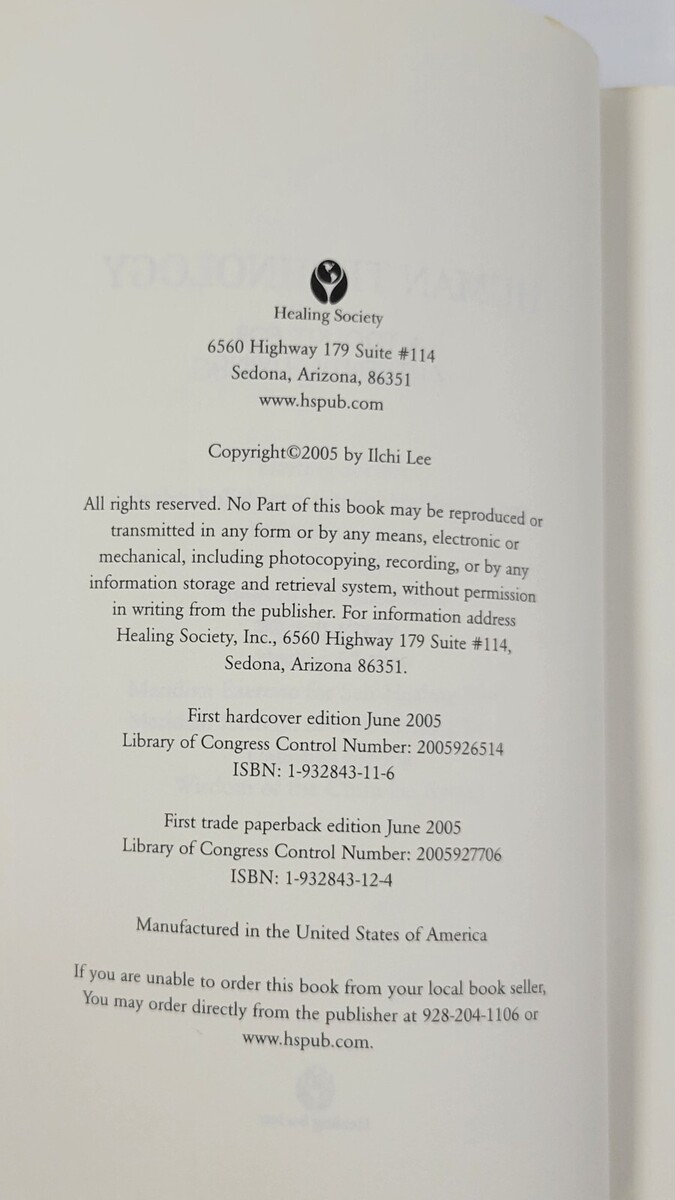 Healing Society
6560 Highway 179 Suite #114
Sedona, Arizona, 86351
www.hspub.com
Copyright©2005 by Ilchi Lee
All rights reserved. No Part of this book may be reproduced or
transmitted in any form or by any means, electronic or
mechanical, including photocopying, recording, or by any
information storage and retrieval system, without permission
in writing from the publisher. For information address
Healing Society, Inc., 6560 Highway 179 Suite #114,
Sedona, Arizona 86351.
First hardcover edition June 2005
Library of Congress Control Number: 2005926514
ISBN: 1-932843-11-6
First trade paperback edition June 2005
Library of Congress Control Number: 2005927706
ISBN: 1-932843-12-4
Manufactured in the United States of America
If you are unable to order this book from your local book seller,
You may order directly from the publisher at 928-204-1106 or
www.hspub.com.